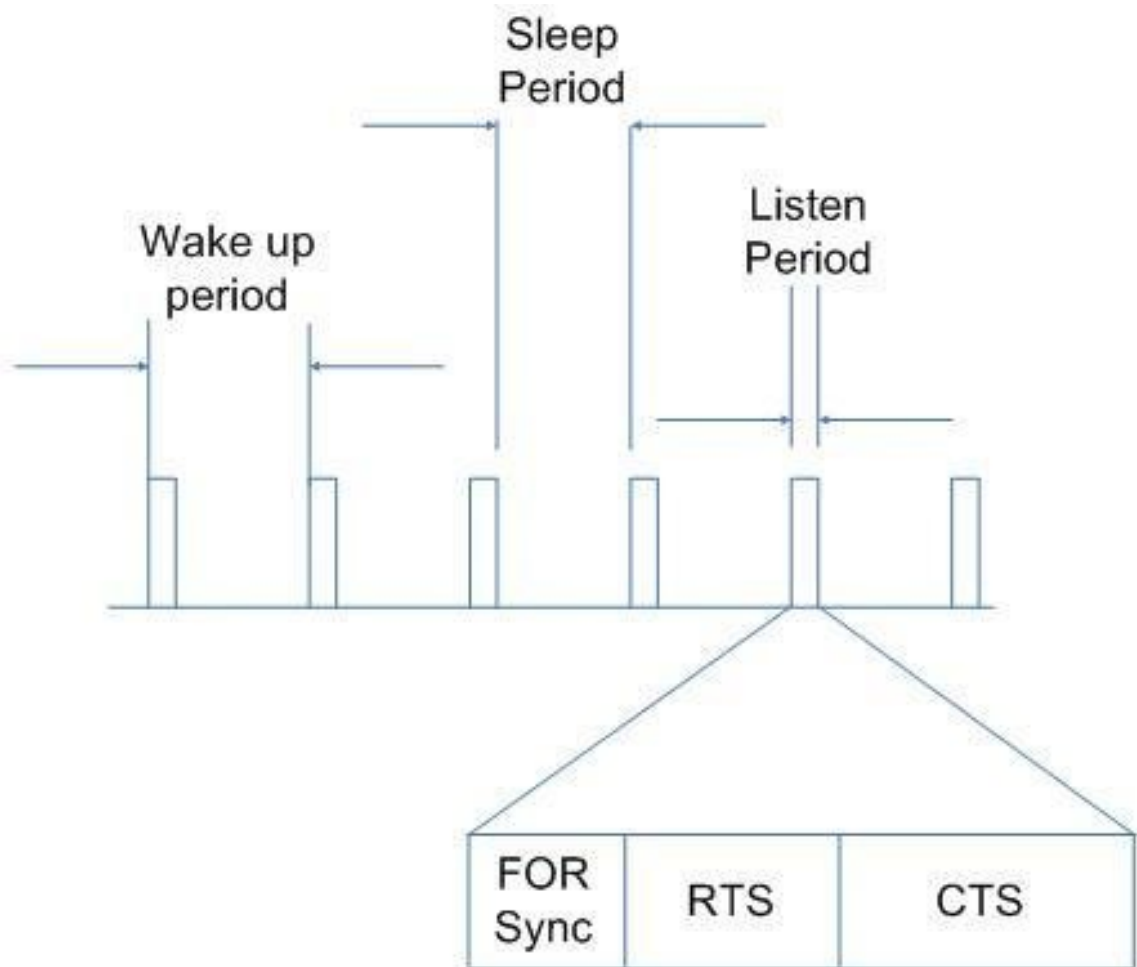 Sleep
Period
Listen
Period
Wake up
period
FOR
Sync
RTS
CTS